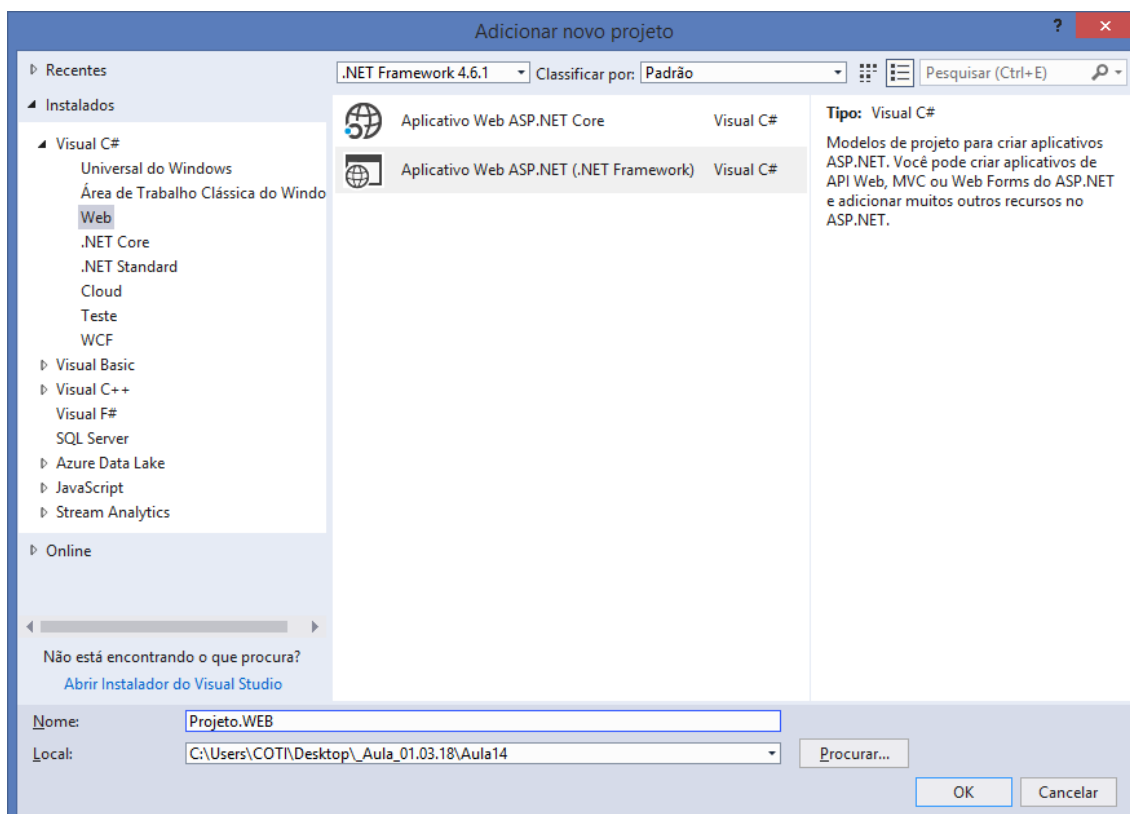 Adicionar novo projeto
?
Recentes
.NET Framework 4.6.1
Classificar por:
Padrão
Pesquisar (Ctrl+E)
Instalados
Visual C#
Universal do Windows
Área de Trabalho Clássica do Windo
Web
.NET Core
.NET Standard
Cloud
Teste
WCF
Visual Basic
Visual C++
Visual F#
SQL Server
Azure Data Lake
JavaScript
Stream Analytics
Online
Não está encontrando o que procura?
Abrir Instalador do Visual Studio
Aplicativo Web ASP.NET Core Visual C#
Aplicativo Web ASP.NET (.NET Framework) Visual C#
Tipo: Visual C#
Modelos de projeto para criar aplicativos
ASP.NET. Você pode criar aplicativos de
API Web, MVC ou Web Forms do ASP.NET
e adicionar muitos outros recursos no
ASP.NET.
Nome: Projeto.WEB
Local: C:\Users\COTI\Desktop\_Aula_01.03.18\Aula14
Procurar...
OK
Cancelar